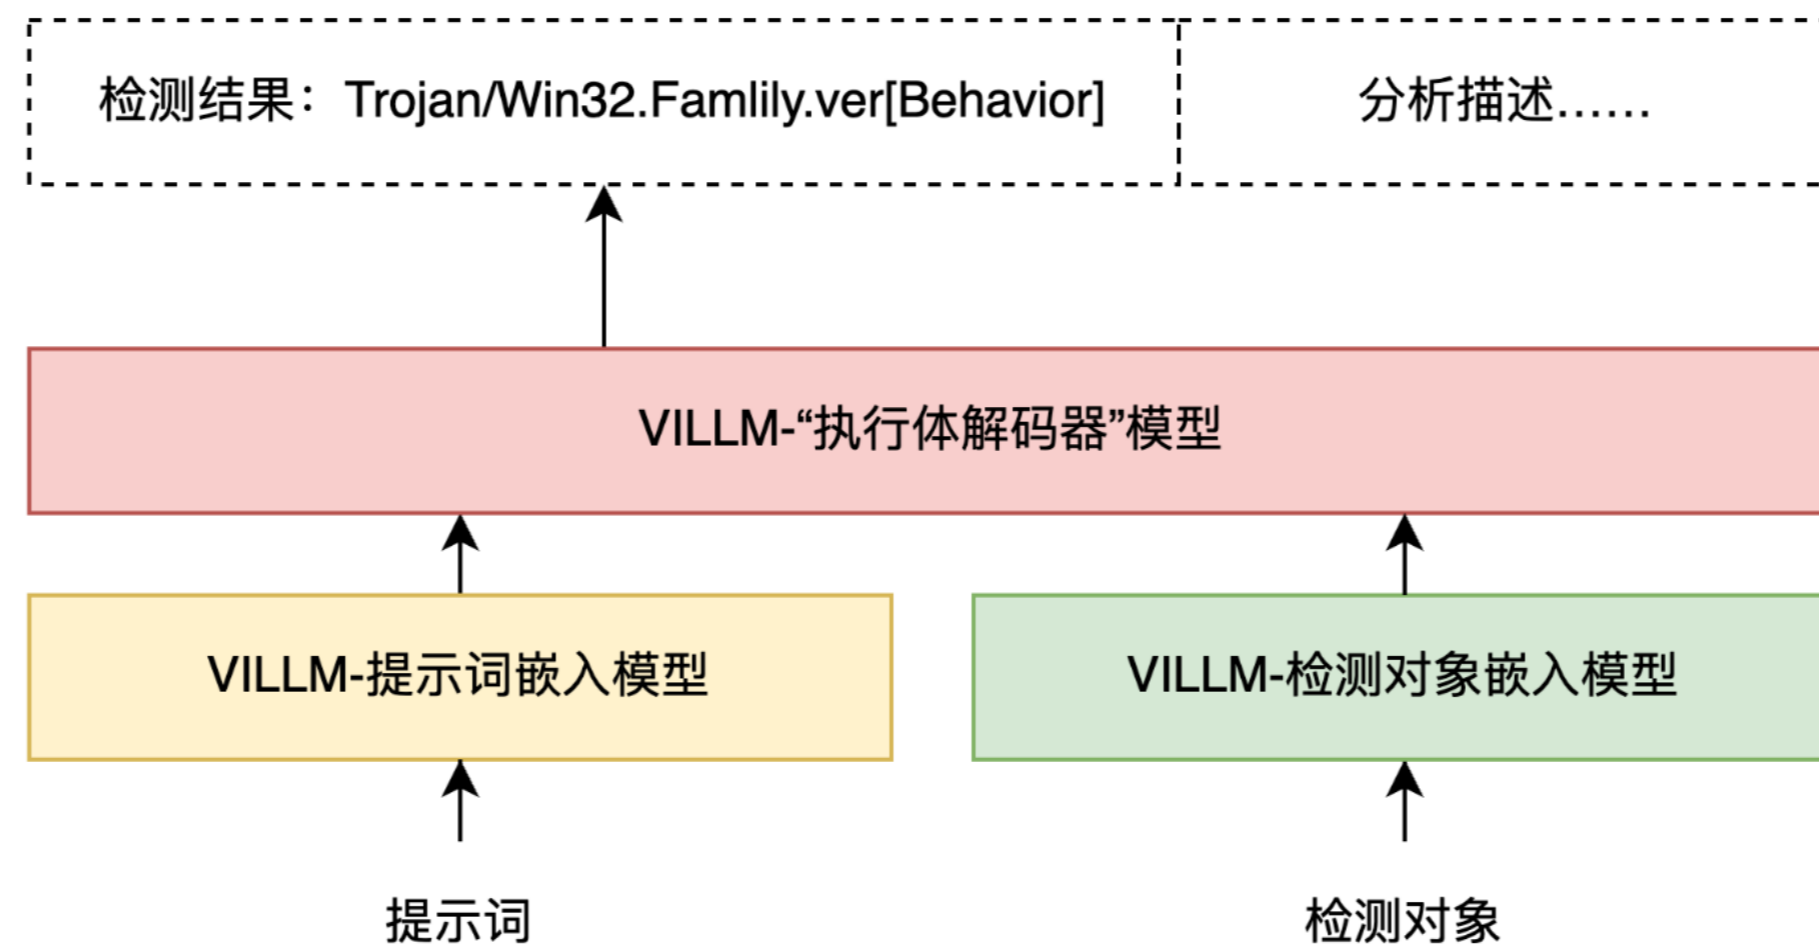 检测结果：Trojan/Win32.Famlily.ver[Behavior]
分析描述……
VILLM-“执行体解码器”模型
VILLM-提示词嵌入模型
VILLM-检测对象嵌入模型
提示词
检测对象